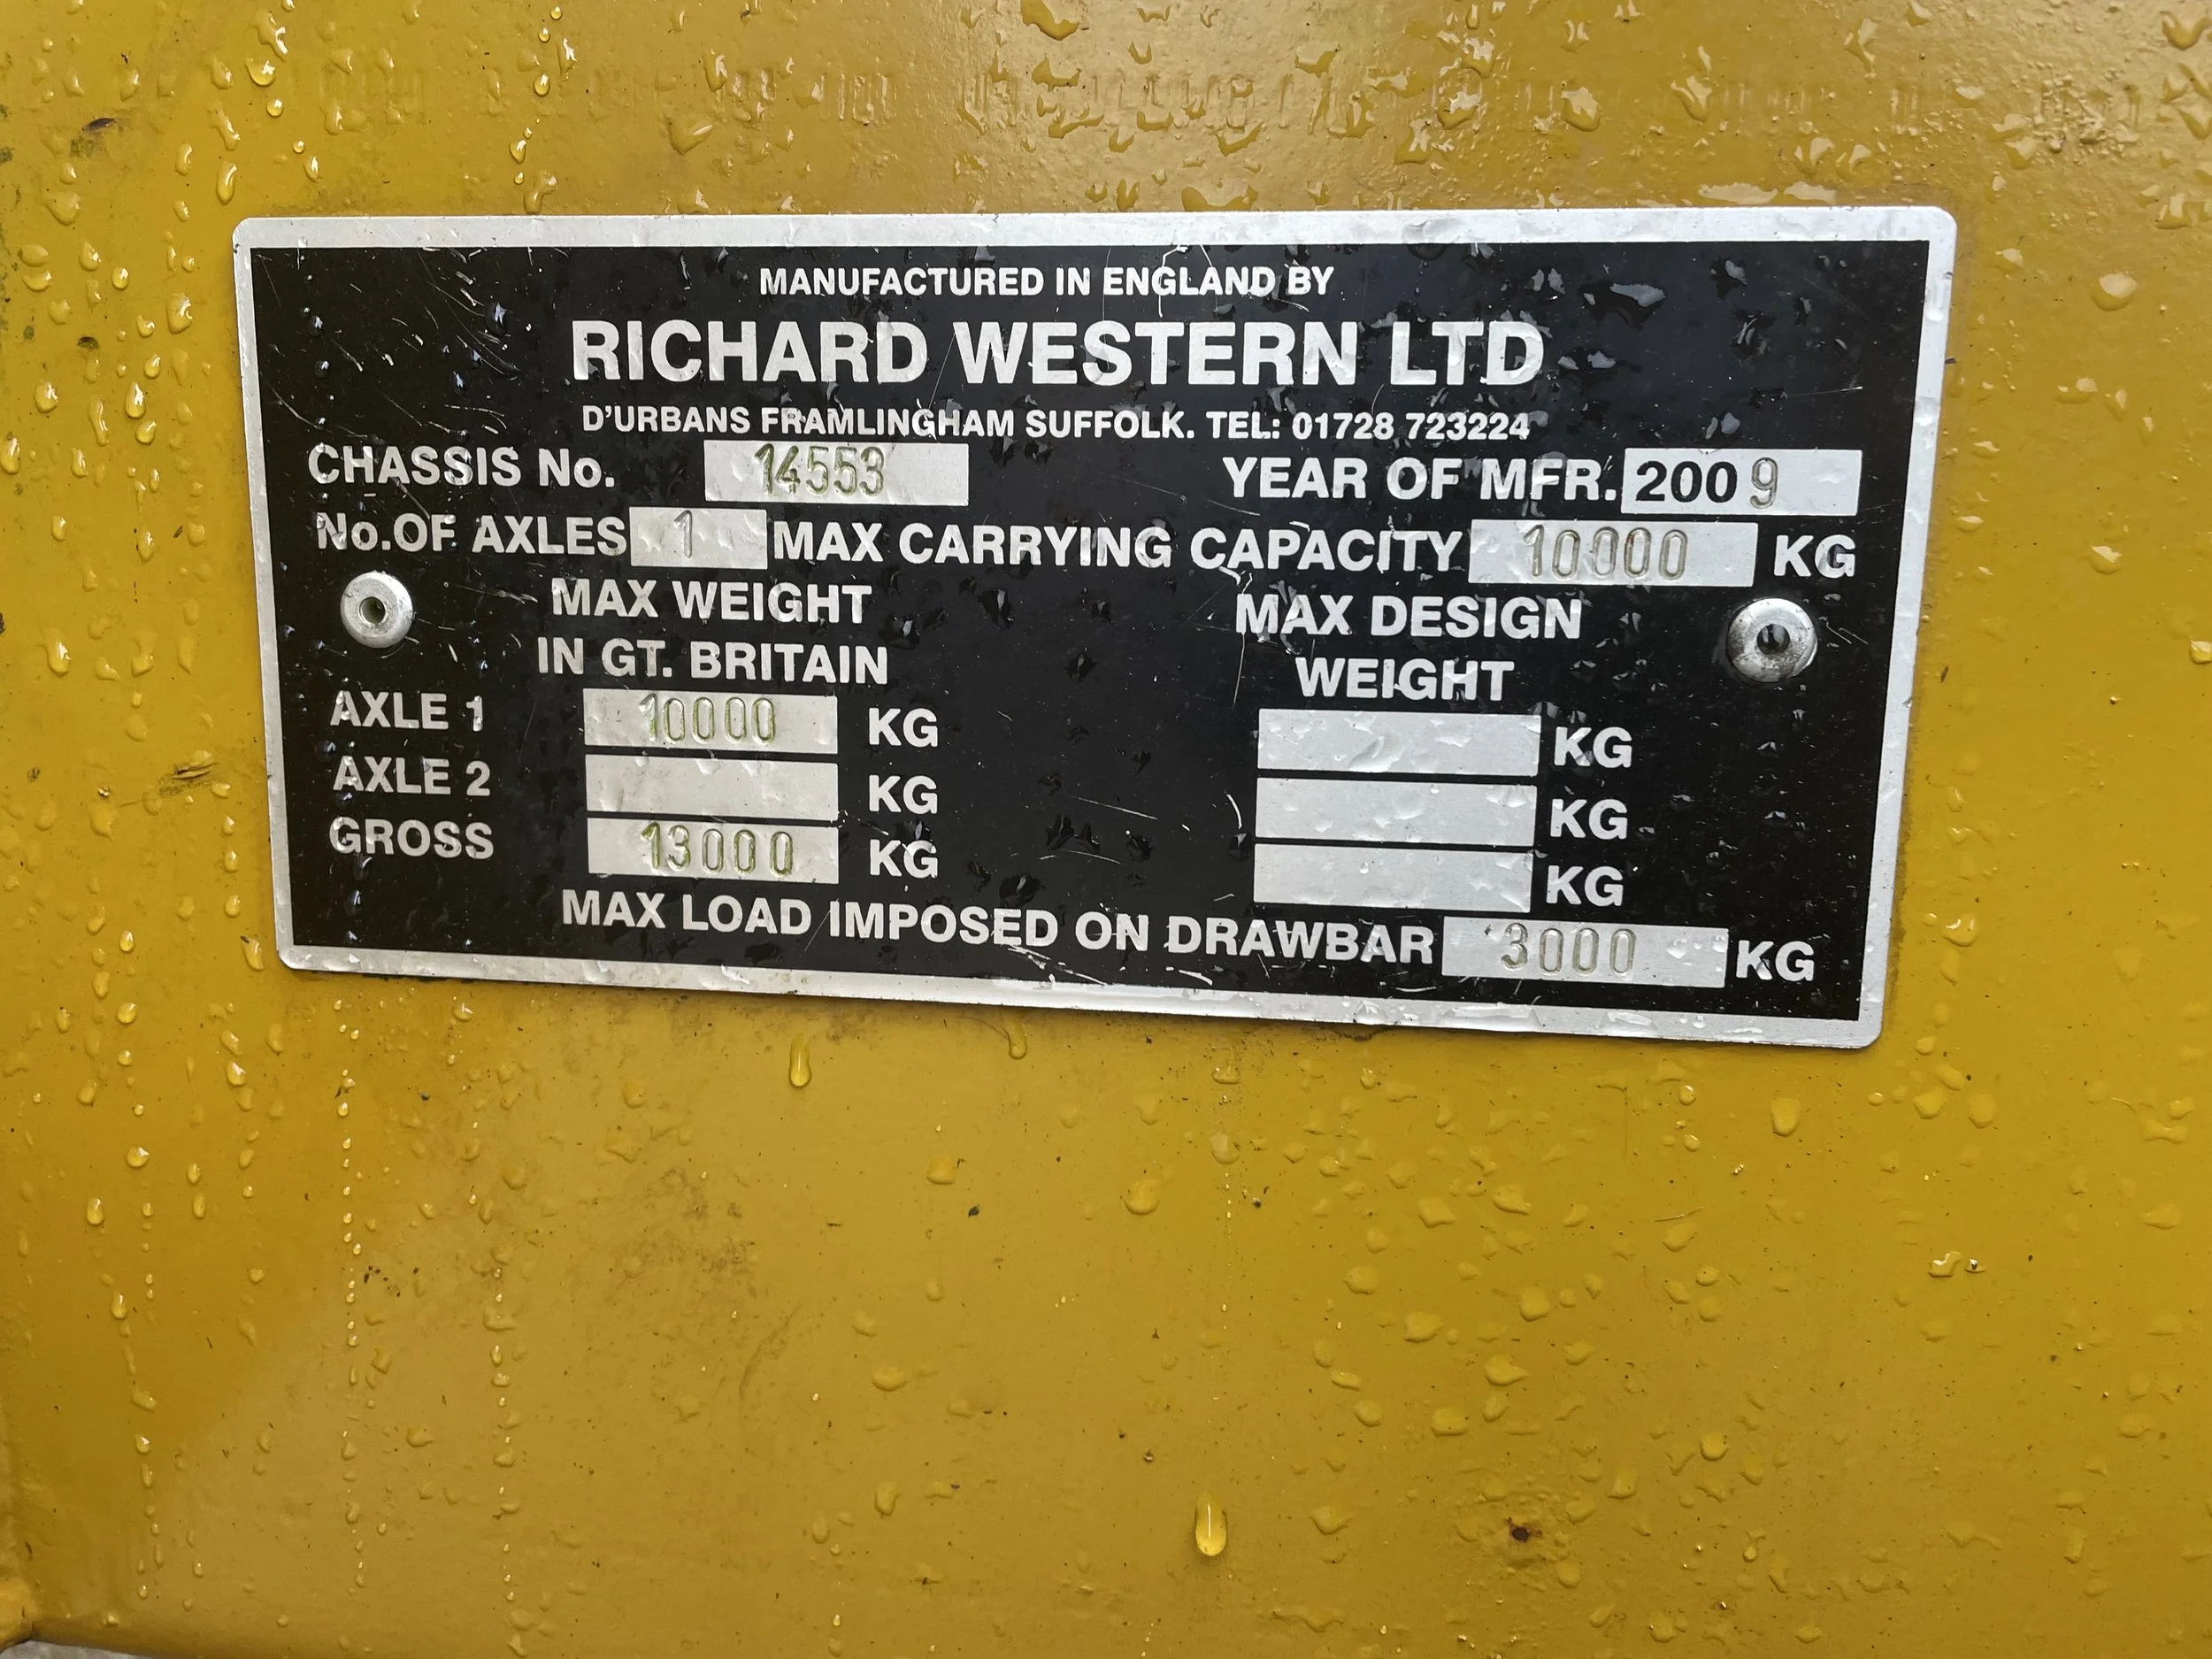 MANUFACTURED IN ENGLAND BY
RICHARD WESTERN LTD
D'URBANS FRAMLINGHAM SUFFOLK. TEL: 01728 723224
CHASSIS No. 14553 YEAR OF MFR. 2009
No.OF AXLES 1 MAX CARRYING CAPACITY 10000 KG
MAX WEIGHT MAX DESIGN
IN GT. BRITAIN WEIGHT
AXLE 1 10000 KG KG
AXLE 2 KG KG
GROSS 13000 KG KG
MAX LOAD IMPOSED ON DRAWBAR 3000 KG